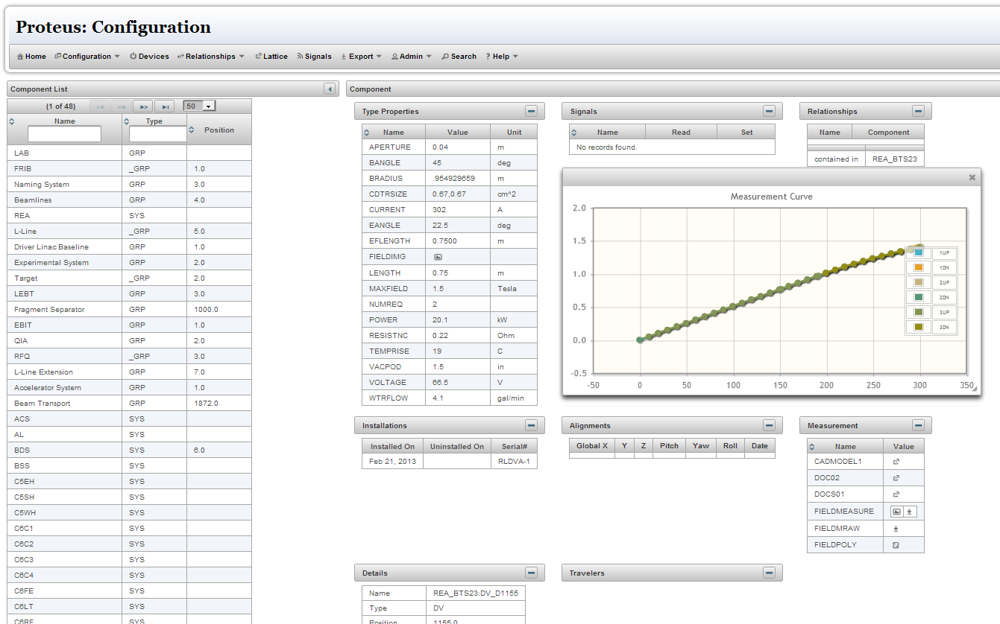 Proteus: Configuration
Home Configuration Devices Relationships Lattice Signals Export Admin Search ? Help
Component List
(1 of 48) 50
Name Type Position
LAB GRP
FRIB _GRP 1.0
Naming System GRP 3.0
Beamlines GRP 4.0
REA SYS
L-Line _GRP 5.0
Driver Linac Baseline GRP 1.0
Experimental System GRP 2.0
Target _GRP 2.0
LEBT GRP 3.0
Fragment Separator GRP 1000.0
EBIT GRP 1.0
QIA GRP 2.0
RFQ _GRP 3.0
L-Line Extension GRP 7.0
Accelerator System GRP 1.0
Beam Transport GRP 1872.0
ACS SYS
AL SYS
BDS SYS 6.0
BSS SYS
C5EH SYS
C5SH SYS
C5WH SYS
C6C1 SYS
C6C2 SYS
C6C3 SYS
C6C4 SYS
C6FE SYS
C6LT SYS
C6RF SYS
Component
Type Properties
Name Value Unit
APERTURE 0.04 m
BANGLE 45 deg
BRADIUS .954929659 m
CDTRSIZE 0.67,0.67 cm^2
CURRENT 302 A
EANGLE 22.5 deg
EFLENGTH 0.7500 m
FIELDIMG
LENGTH 0.75 m
MAXFIELD 1.5 Tesla
NUMREQ 2
POWER 20.1 kW
RESISTNC 0.22 Ohm
TEMPRISE 19 C
VACPOD 1.5 in
VOLTAGE 66.5 V
WTRFLOW 4.1 gal/min
Signals
Name Read Set
No records found.
Relationships
Name Component
contained in REA_BTS23
Measurement Curve
2.0
1.5
1.0
0.5
0.0
-0.5
-50 0 50 100 150 200 250 300 350
1UP
1DN
2UP
2DN
3UP
3DN
Installations
Installed On Uninstalled On Serial#
Feb 21, 2013 RLDVA-1
Alignments
Global X Y Z Pitch Yaw Roll Date
Measurement
Name Value
CADMODEL1
DOC02
DOCS01
FIELDMEASURE
FIELDMRAW
FIELDPOLY
Details
Name REA_BTS23:DV_D1155
Type DV
Position 1155.0
Travelers